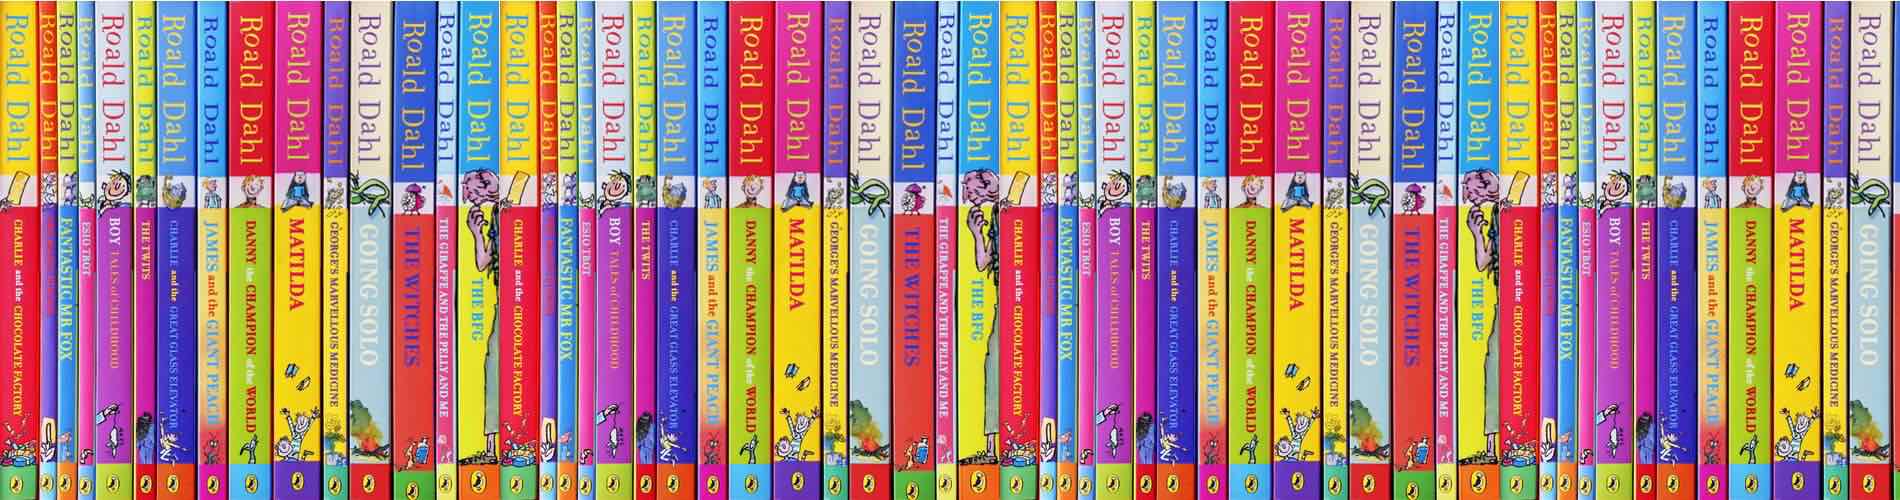 Roald Dahl CHARLIE and the CHOCOLATE FACTORY
Roald Dahl
Roald Dahl FANTASTIC MR FOX
Roald Dahl ESIO TROT
Roald Dahl BOY TALES of CHILDHOOD
Roald Dahl THE TWITS
Roald Dahl CHARLIE and the GREAT GLASS ELEVATOR
Roald Dahl JAMES and the GIANT PEACH
Roald Dahl DANNY the CHAMPION of the WORLD
Roald Dahl MATILDA
Roald Dahl GEORGE'S MARVELLOUS MEDICINE
Roald Dahl GOING SOLO
Roald Dahl THE WITCHES
Roald Dahl THE GIRAFFE AND THE PELLY AND ME
Roald Dahl THE BFG
Roald Dahl CHARLIE and the CHOCOLATE FACTORY
Roald Dahl
Roald Dahl FANTASTIC MR FOX
Roald Dahl ESIO TROT
Roald Dahl BOY TALES of CHILDHOOD
Roald Dahl THE TWITS
Roald Dahl CHARLIE and the GREAT GLASS ELEVATOR
Roald Dahl JAMES and the GIANT PEACH
Roald Dahl DANNY the CHAMPION of the WORLD
Roald Dahl MATILDA
Roald Dahl GEORGE'S MARVELLOUS MEDICINE
Roald Dahl GOING SOLO
Roald Dahl THE WITCHES
Roald Dahl THE GIRAFFE AND THE PELLY AND ME
Roald Dahl THE BFG
Roald Dahl CHARLIE and the CHOCOLATE FACTORY
Roald Dahl
Roald Dahl FANTASTIC MR FOX
Roald Dahl ESIO TROT
Roald Dahl BOY TALES of CHILDHOOD
Roald Dahl THE TWITS
Roald Dahl CHARLIE and the GREAT GLASS ELEVATOR
Roald Dahl JAMES and the GIANT PEACH
Roald Dahl DANNY the CHAMPION of the WORLD
Roald Dahl MATILDA
Roald Dahl GEORGE'S MARVELLOUS MEDICINE
Roald Dahl GOING SOLO
Roald Dahl THE WITCHES
Roald Dahl THE GIRAFFE AND THE PELLY AND ME
Roald Dahl THE BFG
Roald Dahl CHARLIE and the CHOCOLATE FACTORY
Roald Dahl
Roald Dahl FANTASTIC MR FOX
Roald Dahl ESIO TROT
Roald Dahl BOY TALES of CHILDHOOD
Roald Dahl THE TWITS
Roald Dahl CHARLIE and the GREAT GLASS ELEVATOR
Roald Dahl JAMES and the GIANT PEACH
Roald Dahl DANNY the CHAMPION of the WORLD
Roald Dahl MATILDA
Roald Dahl GEORGE'S MARVELLOUS MEDICINE
Roald Dahl GOING SOLO